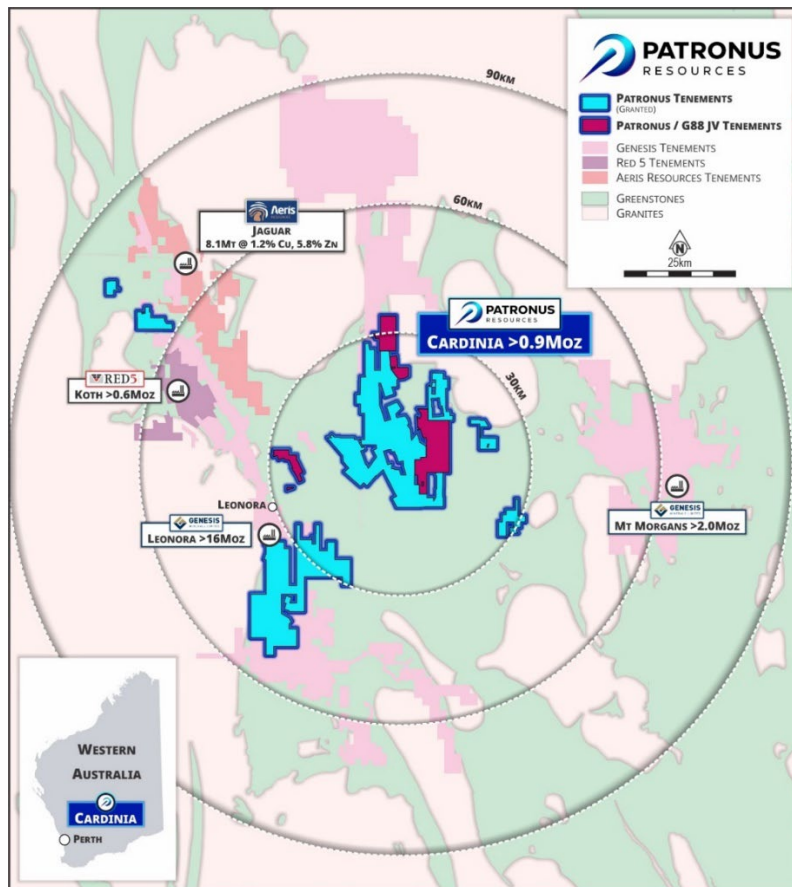 PATRONUS
RESOURCES
PATRONUS TENEMENTS
(GRANTED)
PATRONUS / G88 JV TENEMENTS
GENESIS TENEMENTS
RED 5 TENEMENTS
AERIS RESOURCES TENEMENTS
GREENSTONES
GRANITES
N
25km
90KM
60KM
30KM
Aeris
RESOURCES
JAGUAR
8.1MT @ 1.2% CU, 5.8% ZN
PATRONUS
RESOURCES
CARDINIA >0.9MOZ
RED5
KOTH >0.6MOZ
LEONORA
GENESIS
LEONORA >16MOZ
GENESIS
MT MORGANS >2.0MOZ
WESTERN
AUSTRALIA
CARDINIA
PERTH